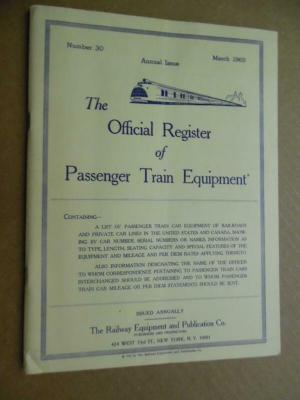 Number 30
Annual Issue
March 1969
The
Official Register
of
Passenger Train Equipment
CONTAINING—
A LIST OF PASSENGER TRAIN CAR EQUIPMENT OF RAILROADS
AND PRIVATE CAR LINES IN THE UNITED STATES AND CANADA, SHOW-
ING BY CAR NUMBER, SERIAL NUMBERS OR NAMES, INFORMATION AS
TO TYPE, LENGTH, SEATING CAPACITY AND SPECIAL FEATURES OF THE
EQUIPMENT AND MILEAGE AND PER DIEM RATES APPLYING THERETO
ALSO INFORMATION DESIGNATING THE NAME OF THE OFFICER
TO WHOM CORRESPONDENCE PERTAINING TO PASSENGER TRAIN CARS
INTERCHANGED SHOULD BE ADDRESSED AND TO WHOM PASSENGER
TRAIN CAR MILEAGE OR PER DIEM STATEMENTS SHOULD BE SENT.
ISSUED ANNUALLY
The Railway Equipment and Publication Co.
PUBLISHERS AND PROPRIETORS
424 WEST 33rd ST., NEW YORK, N. Y. 10001